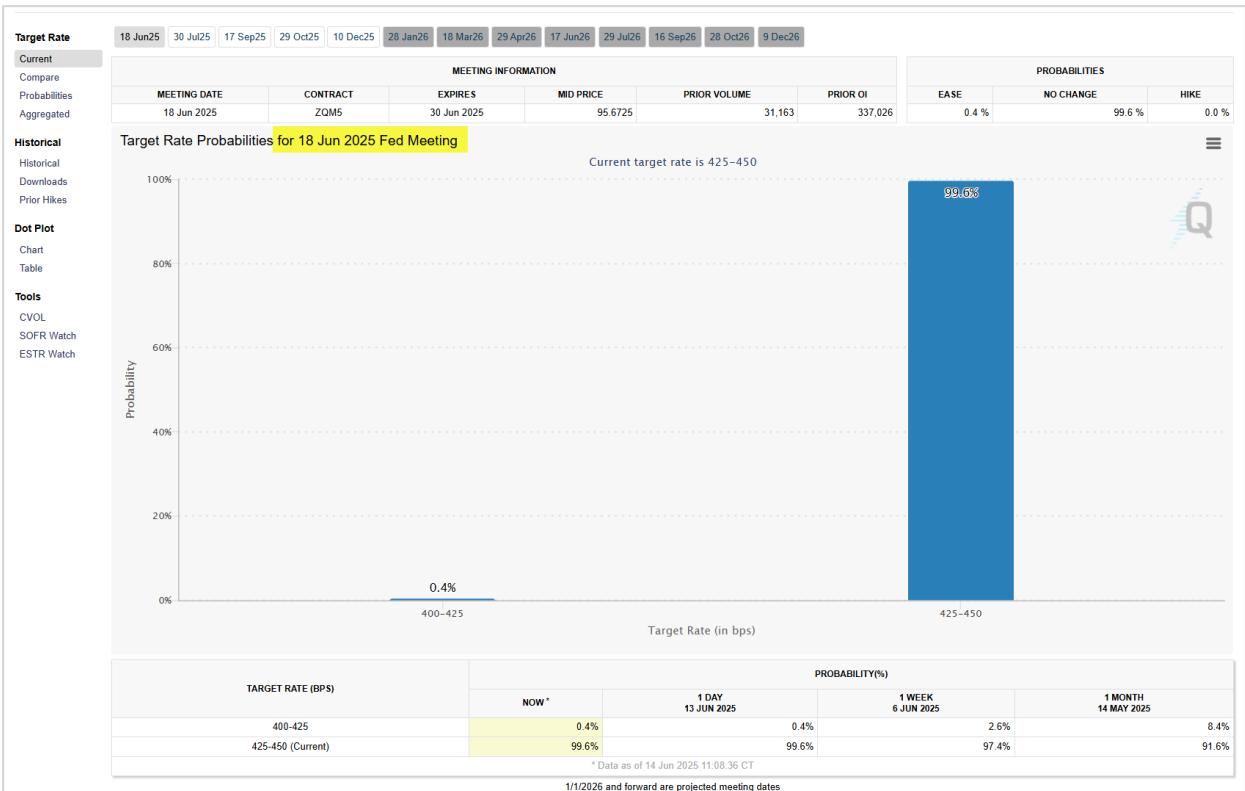 Target Rate
Current
Compare
Probabilities
Aggregated
Historical
Historical
Downloads
Prior Hikes
Dot Plot
Chart
Table
Tools
CVOL
SOFR Watch
ESTR Watch
18 Jun25 30 Jul25 17 Sep25 29 Oct25 10 Dec25 28 Jan26 18 Mar26 29 Apr26 17 Jun26 29 Jul26 16 Sep26 28 Oct26 9 Dec26
MEETING INFORMATION PROBABILITIES
MEETING DATE CONTRACT EXPIRES MID PRICE PRIOR VOLUME PRIOR OI EASE NO CHANGE HIKE
18 Jun 2025 ZQM5 30 Jun 2025 95.6725 31,163 337,026 0.4 % 99.6 % 0.0 %
Target Rate Probabilities for 18 Jun 2025 Fed Meeting
Current target rate is 425-450
100%
99.6%
Q
80%
60%
Probability
40%
20%
0.4%
0%
400-425 425-450
Target Rate (in bps)
TARGET RATE (BPS) PROBABILITY(%)
NOW * 1 DAY 1 WEEK 1 MONTH
13 JUN 2025 6 JUN 2025 14 MAY 2025
400-425 0.4% 0.4% 2.6% 8.4%
425-450 (Current) 99.6% 99.6% 97.4% 91.6%
* Data as of 14 Jun 2025 11:08:36 CT
1/1/2026 and forward are projected meeting dates